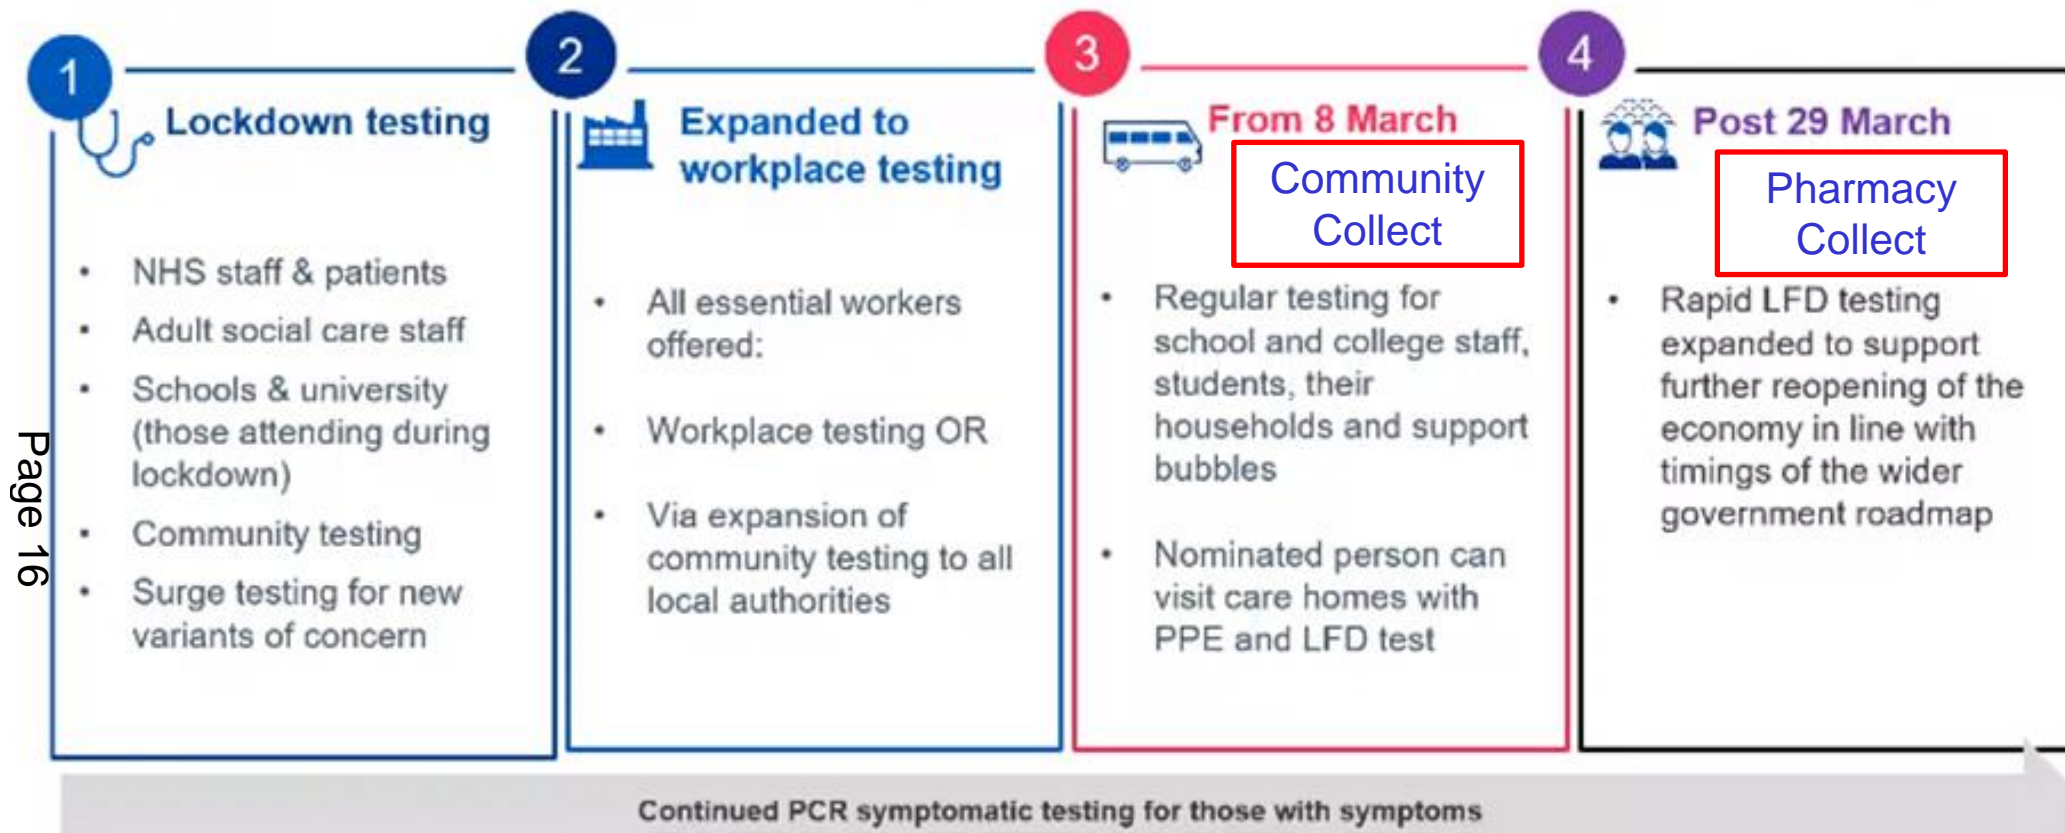 1
Lockdown testing
• NHS staff & patients
• Adult social care staff
• Schools & university
(those attending during
lockdown)
• Community testing
• Surge testing for new
variants of concern
2
Expanded to
workplace testing
• All essential workers
offered:
• Workplace testing OR
• Via expansion of
community testing to all
local authorities
3
From 8 March
Community
Collect
• Regular testing for
school and college staff,
students, their
households and support
bubbles
• Nominated person can
visit care homes with
PPE and LFD test
4
Post 29 March
Pharmacy
Collect
• Rapid LFD testing
expanded to support
further reopening of the
economy in line with
timings of the wider
government roadmap
Continued PCR symptomatic testing for those with symptoms
Page 16